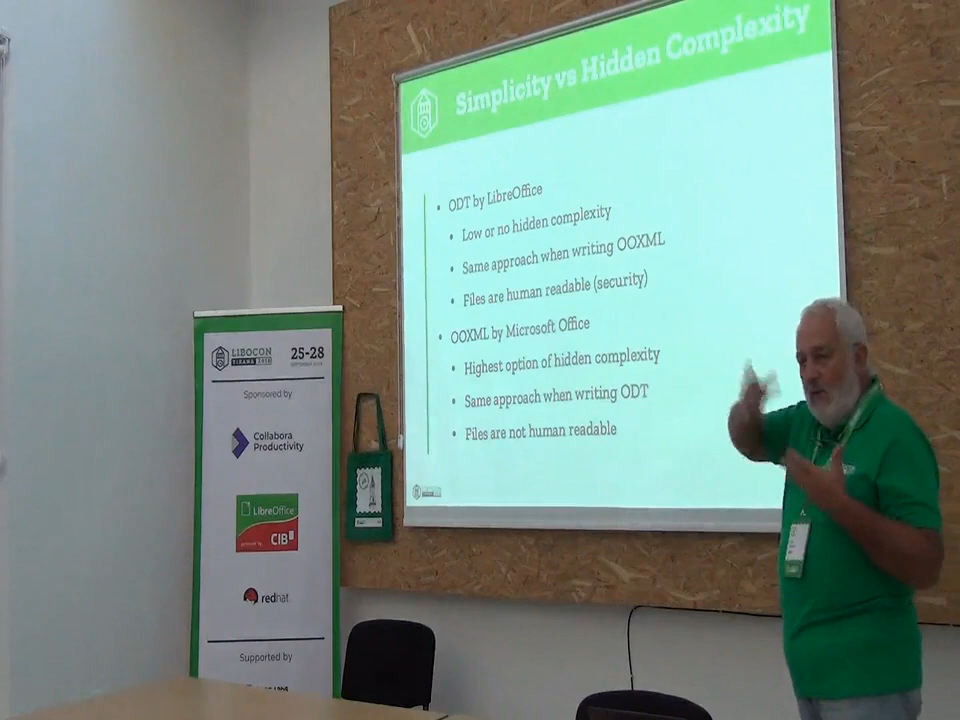 Simplicity vs Hidden Complexity
ODT by LibreOffice
Low or no hidden complexity
Same approach when writing OOXML
Files are human readable (security)
OOXML by Microsoft Office
Highest option of hidden complexity
Same approach when writing ODT
Files are not human readable
LIBOCON
25-28
Sponsored by
Collabora
Productivity
LibreOffice
CIB
redhat
Supported by